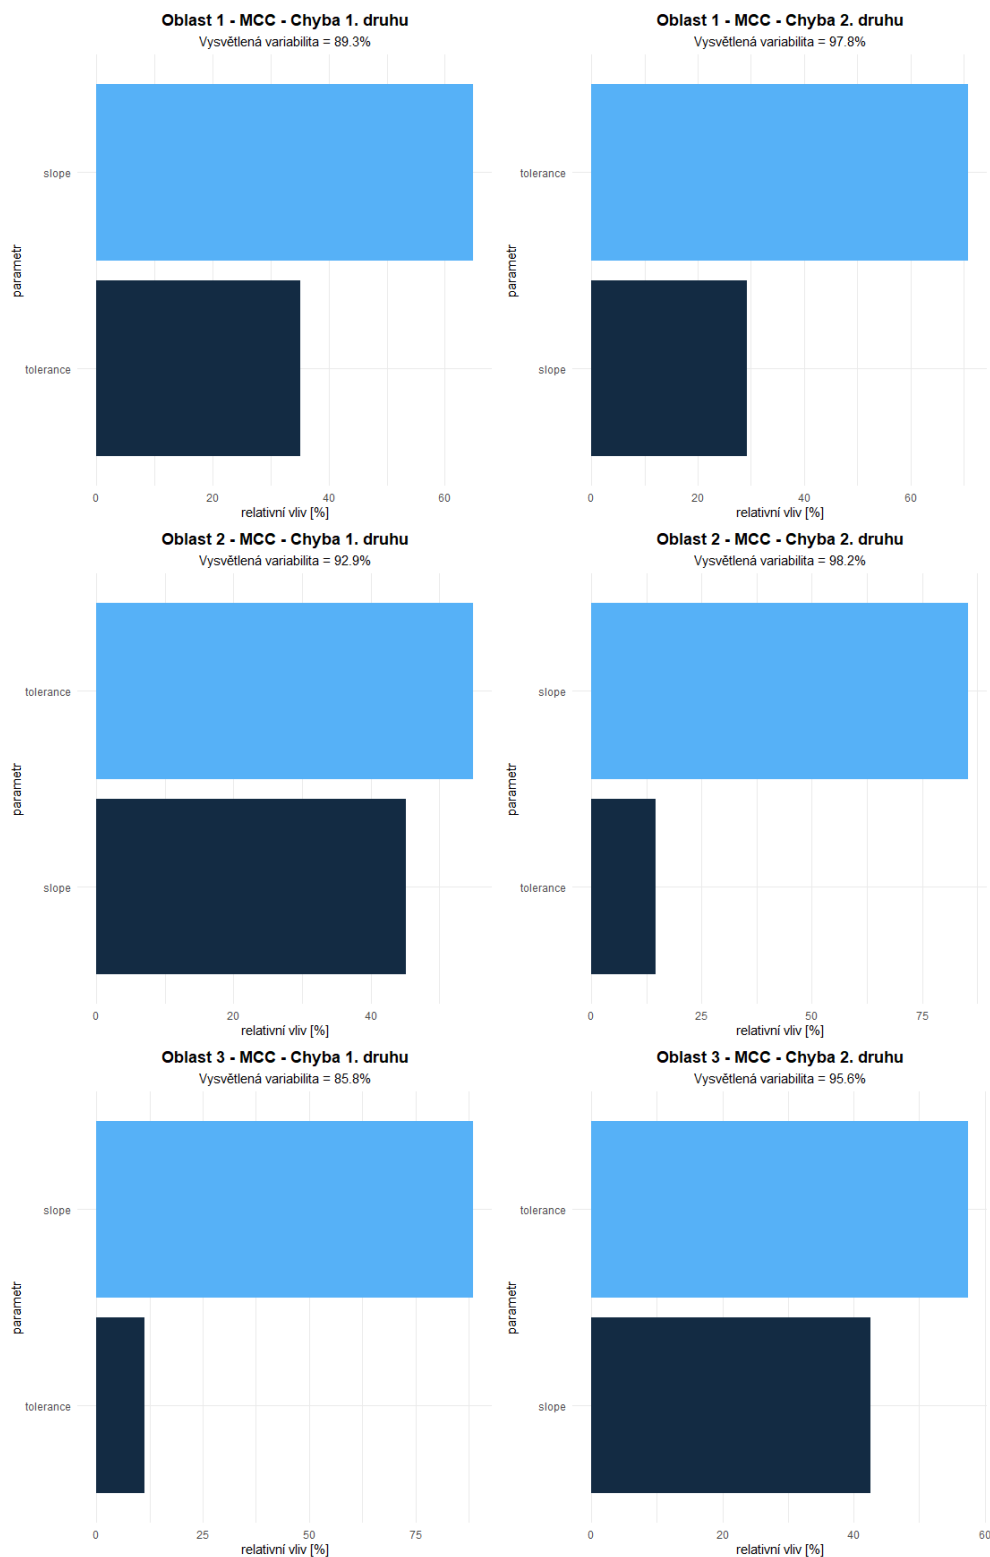 Oblast 1 - MCC - Chyba 1. druhu
Vysvětlená variabilita = 89.3%
parametr
slope
tolerance
0 20 40 60
relativní vliv [%]
Oblast 1 - MCC - Chyba 2. druhu
Vysvětlená variabilita = 97.8%
parametr
tolerance
slope
0 20 40 60
relativní vliv [%]
Oblast 2 - MCC - Chyba 1. druhu
Vysvětlená variabilita = 92.9%
parametr
tolerance
slope
0 20 40
relativní vliv [%]
Oblast 2 - MCC - Chyba 2. druhu
Vysvětlená variabilita = 98.2%
parametr
slope
tolerance
0 25 50 75
relativní vliv [%]
Oblast 3 - MCC - Chyba 1. druhu
Vysvětlená variabilita = 85.8%
parametr
slope
tolerance
0 25 50 75
relativní vliv [%]
Oblast 3 - MCC - Chyba 2. druhu
Vysvětlená variabilita = 95.6%
parametr
tolerance
slope
0 20 40 60
relativní vliv [%]